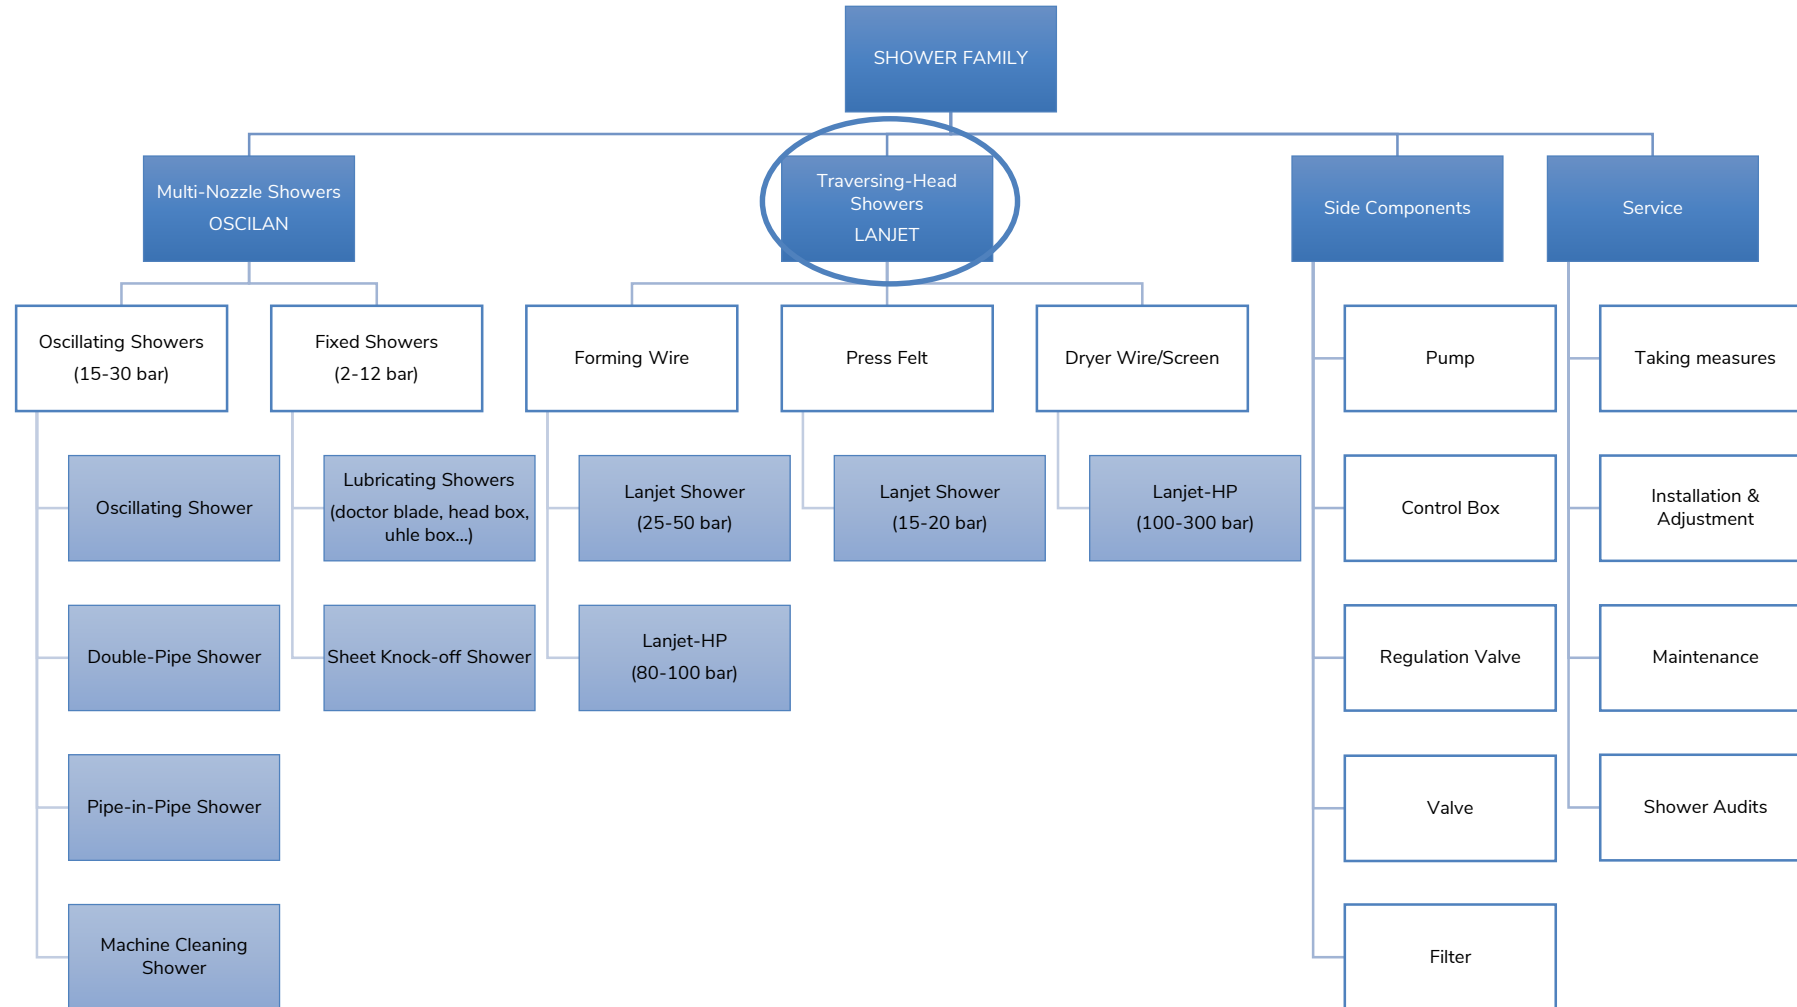 SHOWER FAMILY
Multi-Nozzle Showers
OSCILAN
Traversing-Head
Showers
LANJET
Side Components
Service
Oscillating Showers
(15-30 bar)
Fixed Showers
(2-12 bar)
Forming Wire
Press Felt
Dryer Wire/Screen
Pump
Taking measures
Oscillating Shower
Lubricating Showers
(doctor blade, head box,
uhle box...)
Lanjet Shower
(25-50 bar)
Lanjet Shower
(15-20 bar)
Lanjet-HP
(100-300 bar)
Control Box
Installation &
Adjustment
Double-Pipe Shower
Sheet Knock-off Shower
Lanjet-HP
(80-100 bar)
Regulation Valve
Maintenance
Pipe-in-Pipe Shower
Valve
Shower Audits
Machine Cleaning
Shower
Filter